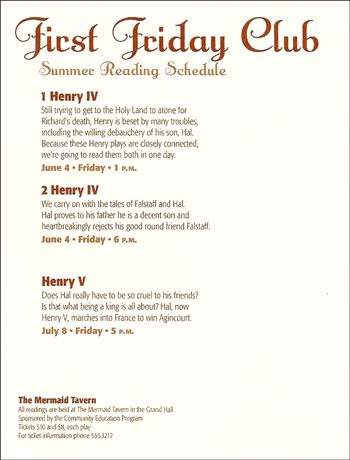 First Friday Club
Summer Reading Schedule
1 Henry IV
Still trying to get to the Holy Land to atone for
Richard's death, Henry is beset by many troubles,
including the willing debauchery of his son, Hal.
Because these Henry plays are closely connected,
we're going to read them both in one day.
June 4 • Friday • 1 P.M.
2 Henry IV
We carry on with the tales of Falstaff and Hal.
Hal proves to his father he is a decent son and
heartbreakingly rejects his good round friend Falstaff.
June 4 • Friday • 6 P.M.
Henry V
Does Hal really have to be so cruel to his friends?
Is that what being a king is all about? Hal, now
Henry V, marches into France to win Agincourt.
July 8 • Friday • 5 P.M.
The Mermaid Tavern
All readings are held at The Mermaid Tavern in the Grand Hall
Sponsored by the Community Education Program
Tickets $10 and $8, each play
For ticket information phone 555.1212